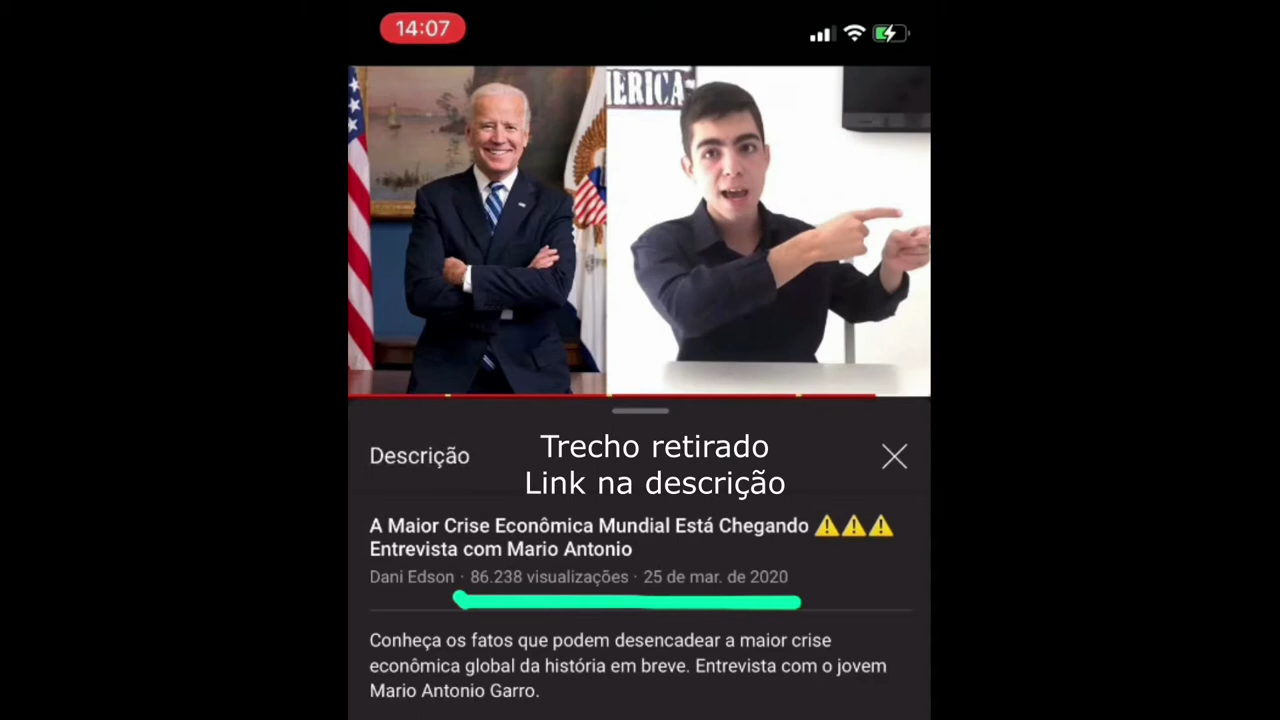 14:07
MERICA
Trecho retirado
Descrição
Link na descrição
A Maior Crise Econômica Mundial Está Chegando ⚠️⚠️⚠️
Entrevista com Mario Antonio
Dani Edson · 86.238 visualizações · 25 de mar. de 2020
Conheça os fatos que podem desencadear a maior crise
econômica global da história em breve. Entrevista com o jovem
Mario Antonio Garro.